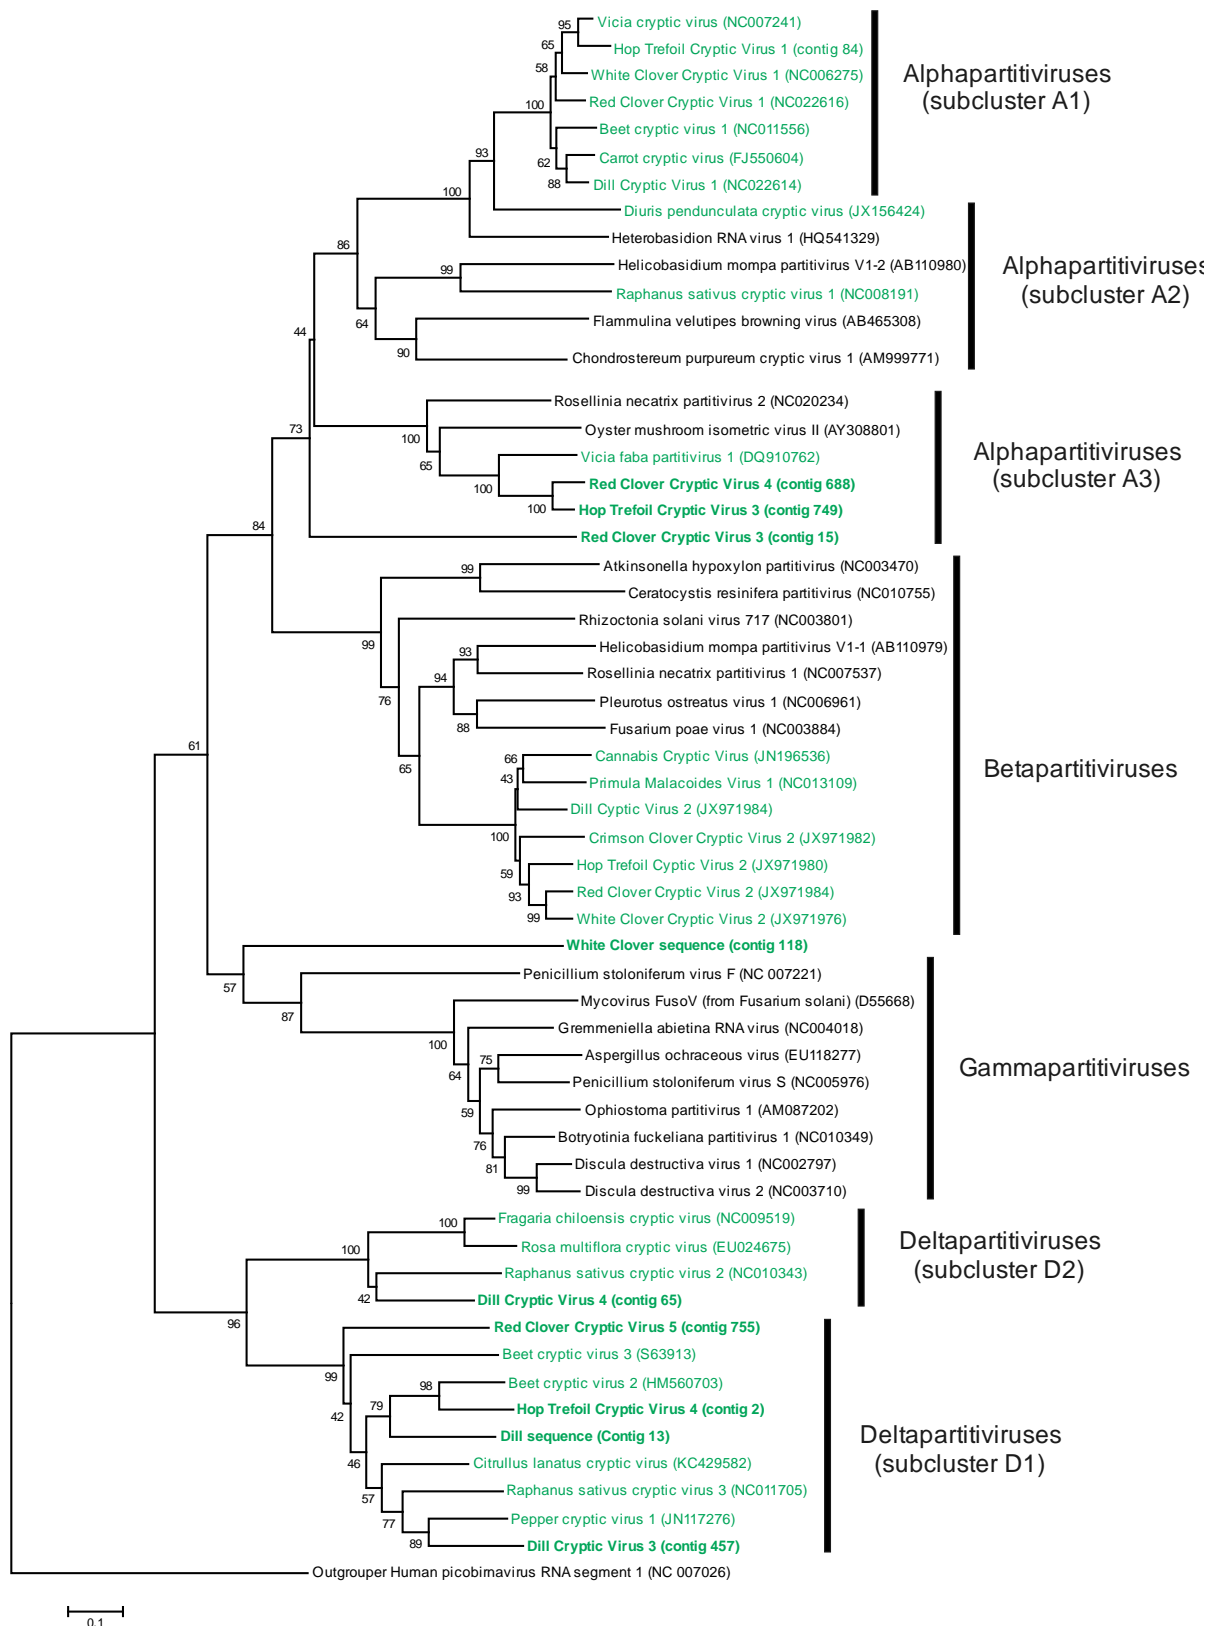 Vicia cryptic virus (NC007241)
Hop Trefoil Cryptic Virus 1 (contig 84)
White Clover Cryptic Virus 1 (NC006275)
Red Clover Cryptic Virus 1 (NC022616)
Beet cryptic virus 1 (NC011556)
Carrot cryptic virus (FJ550604)
Dill Cryptic Virus 1 (NC022614)
95
65
58
100
62
88
93
100
Alphapartitiviruses
(subcluster A1)
Diuris pendunculata cryptic virus (JX156424)
Heterobasidion RNA virus 1 (HQ541329)
Helicobasidium mompa partitivirus V1-2 (AB110980)
Raphanus sativus cryptic virus 1 (NC008191)
Flammulina velutipes browning virus (AB465308)
Chondrostereum purpureum cryptic virus 1 (AM999771)
86
99
64
90
44
Alphapartitiviruses
(subcluster A2)
Rosellinia necatrix partitivirus 2 (NC020234)
Oyster mushroom isometric virus II (AY308801)
Vicia faba partitivirus 1 (DQ910762)
Red Clover Cryptic Virus 4 (contig 688)
Hop Trefoil Cryptic Virus 3 (contig 749)
Red Clover Cryptic Virus 3 (contig 15)
73
100
65
100
100
84
Alphapartitiviruses
(subcluster A3)
Atkinsonella hypoxylon partitivirus (NC003470)
Ceratocystis resinifera partitivirus (NC010755)
Rhizoctonia solani virus 717 (NC003801)
Helicobasidium mompa partitivirus V1-1 (AB110979)
Rosellinia necatrix partitivirus 1 (NC007537)
Pleurotus ostreatus virus 1 (NC006961)
Fusarium poae virus 1 (NC003884)
Cannabis Cryptic Virus (JN196536)
Primula Malacoides Virus 1 (NC013109)
Dill Cyptic Virus 2 (JX971984)
Crimson Clover Cryptic Virus 2 (JX971982)
Hop Trefoil Cyptic Virus 2 (JX971980)
Red Clover Cryptic Virus 2 (JX971984)
White Clover Cryptic Virus 2 (JX971976)
99
99
93
94
76
88
61
65
66
43
100
59
93
99
Betapartitiviruses
White Clover sequence (contig 118)
Penicillium stoloniferum virus F (NC 007221)
Mycovirus FusoV (from Fusarium solani) (D55668)
Gremmeniella abietina RNA virus (NC004018)
Aspergillus ochraceous virus (EU118277)
Penicillium stoloniferum virus S (NC005976)
Ophiostoma partitivirus 1 (AM087202)
Botryotinia fuckeliana partitivirus 1 (NC010349)
Discula destructiva virus 1 (NC002797)
Discula destructiva virus 2 (NC003710)
57
87
100
75
64
59
76
81
99
Gammapartitiviruses
Fragaria chiloensis cryptic virus (NC009519)
Rosa multiflora cryptic virus (EU024675)
Raphanus sativus cryptic virus 2 (NC010343)
Dill Cryptic Virus 4 (contig 65)
100
100
42
96
Deltapartitiviruses
(subcluster D2)
Red Clover Cryptic Virus 5 (contig 755)
Beet cryptic virus 3 (S63913)
Beet cryptic virus 2 (HM560703)
Hop Trefoil Cryptic Virus 4 (contig 2)
Dill sequence (Contig 13)
Citrullus lanatus cryptic virus (KC429582)
Raphanus sativus cryptic virus 3 (NC011705)
Pepper cryptic virus 1 (JN117276)
Dill Cryptic Virus 3 (contig 457)
99
98
79
42
46
57
77
89
Deltapartitiviruses
(subcluster D1)
Outgrouper Human picobirnavirus RNA segment 1 (NC 007026)
0.1